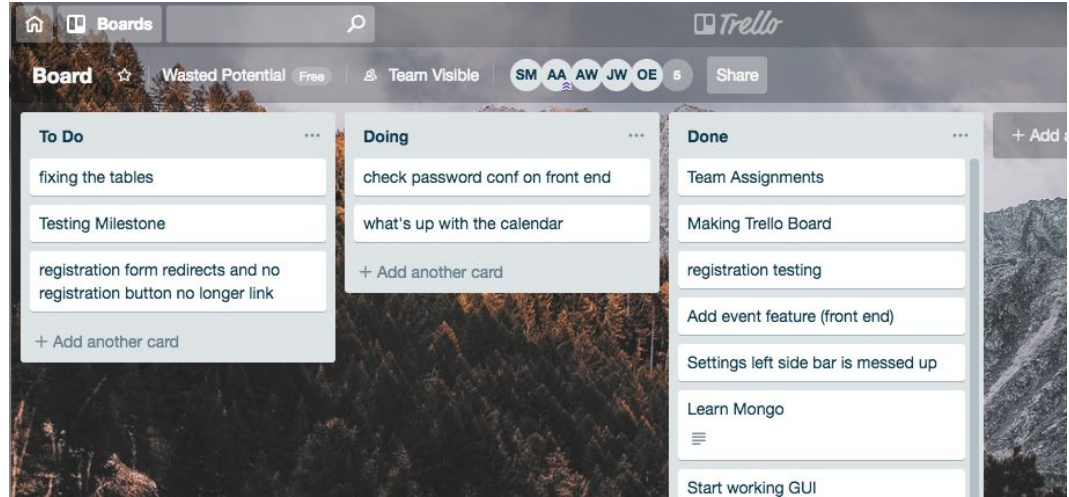 Boards
Trello
Board
Wasted Potential Free
Team Visible
SM AA AW JW OE 5
Share
To Do
fixing the tables
Testing Milestone
registration form redirects and no
registration button no longer link
+ Add another card
Doing
check password conf on front end
what's up with the calendar
+ Add another card
Done
Team Assignments
Making Trello Board
registration testing
Add event feature (front end)
Settings left side bar is messed up
Learn Mongo
Start working GUI
+ Add